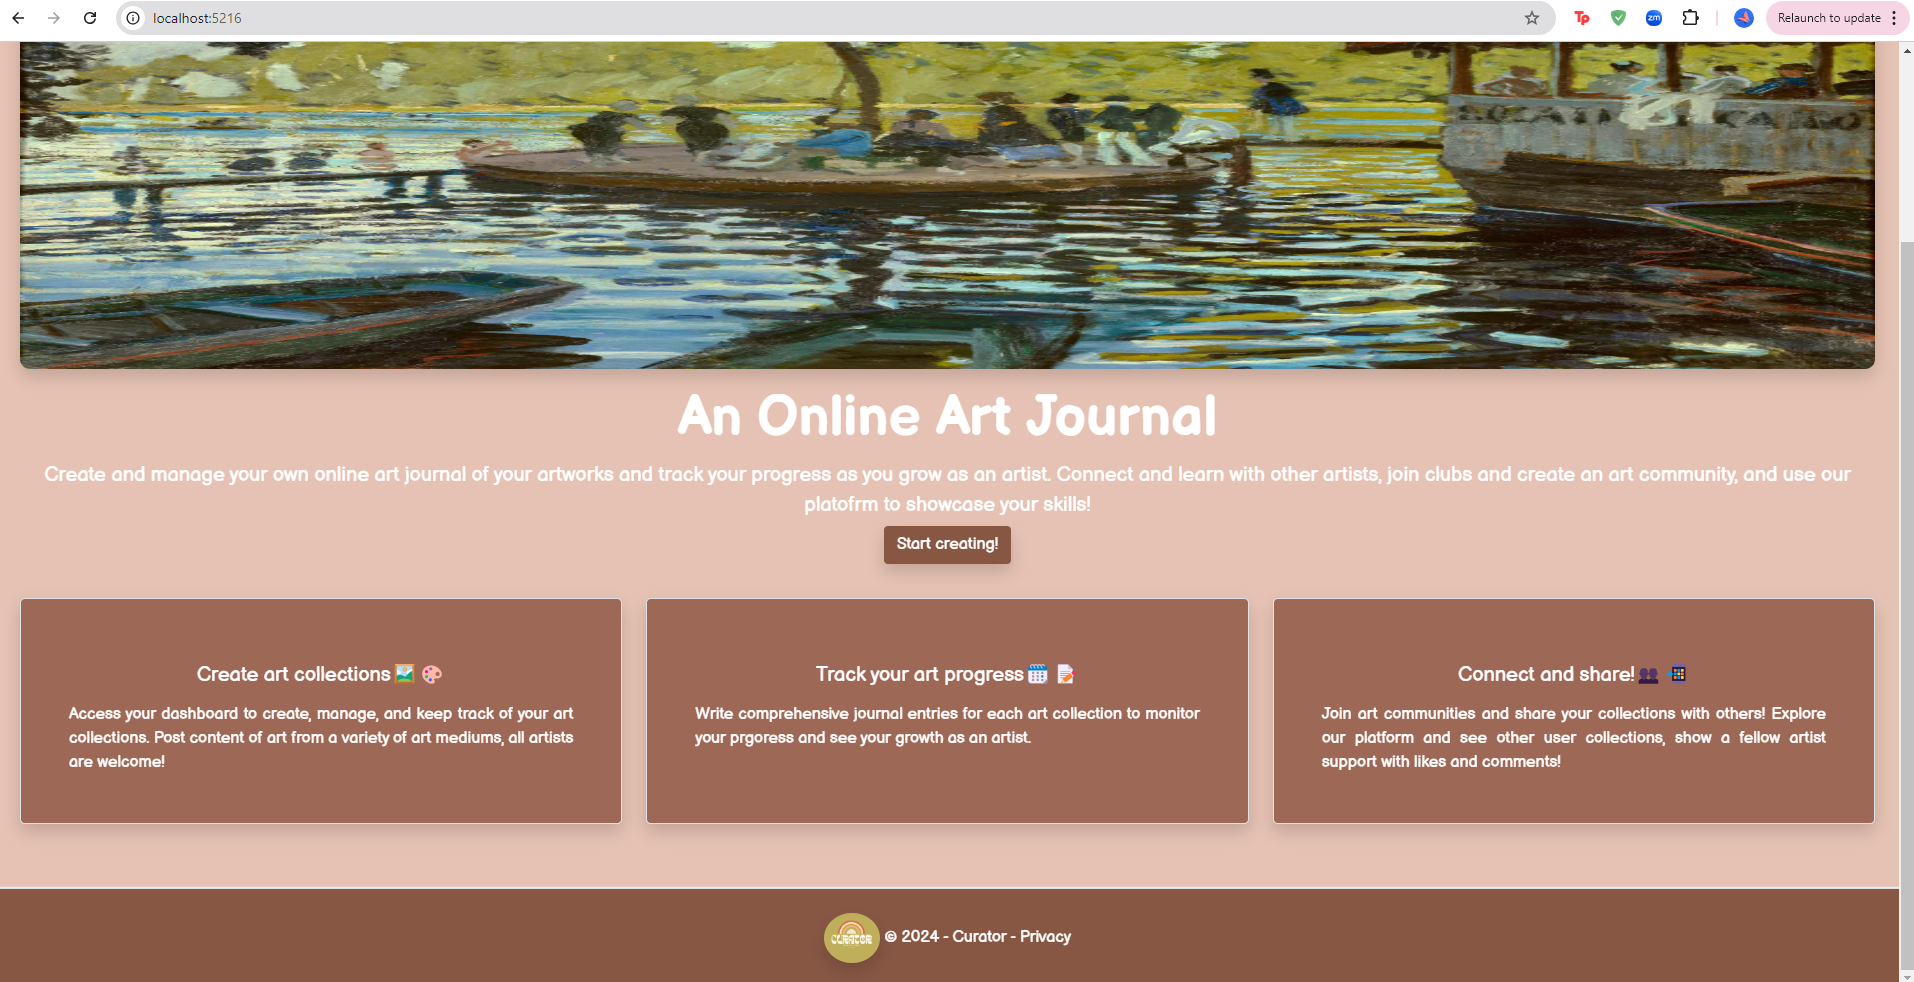 localhost:5216
Tp
zm
Relaunch to update
An Online Art Journal
Create and manage your own online art journal of your artworks and track your progress as you grow as an artist. Connect and learn with other artists, join clubs and create an art community, and use our
platofrm to showcase your skills!
Start creating!
Create art collections
Access your dashboard to create, manage, and keep track of your art
collections. Post content of art from a variety of art mediums, all artists
are welcome!
Track your art progress
Write comprehensive journal entries for each art collection to monitor
your prgoress and see your growth as an artist.
Connect and share!
Join art communities and share your collections with others! Explore
our platform and see other user collections, show a fellow artist
support with likes and comments!
CURATOR
© 2024 - Curator - Privacy